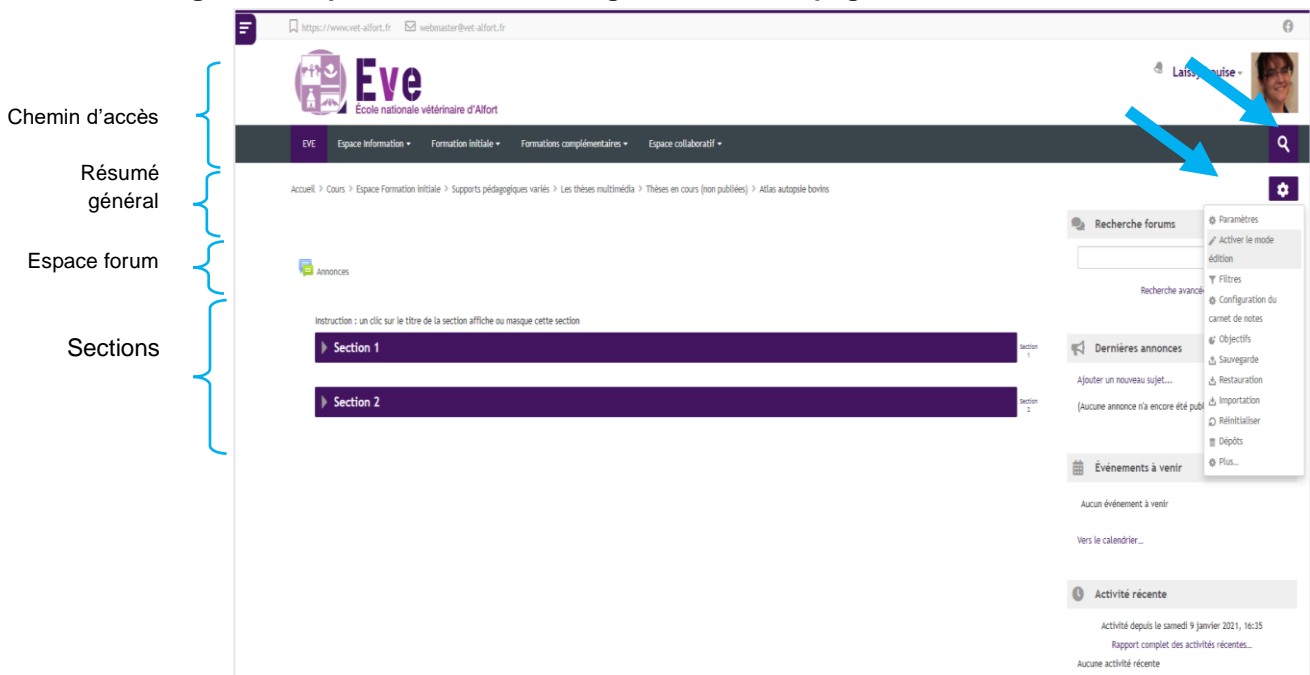 https://www.vet-alfort.fr webmaster@vet-alfort.fr
Eve
École nationale vétérinaire d'Alfort
EVE Espace Information Formation initiale Formations complémentaires Espace collaboratif
Accueil > Cours > Espace Formation initiale > Supports pédagogiques variés > Les thèses multimédia > Thèses en cours (non publiées) > Atlas autopsie bovins
Chemin d'accès
Résumé
général
Espace forum
Sections
Annonces
Instruction : un clic sur le titre de la section affiche ou masque cette section
Section 1
Section
1
Section 2
Section
2
Recherche forums
Recherche avancé
Dernières annonces
Ajouter un nouveau sujet...
(Aucune annonce n'a encore été publ
Événements à venir
Aucun événement à venir
Vers le calendrier...
Activité récente
Activité depuis le samedi 9 janvier 2021, 16:35
Rapport complet des activités récentes...
Aucune activité récente
Paramètres
Activer le mode
édition
Filtres
Configuration du
carnet de notes
Objectifs
Sauvegarde
Restauration
Importation
Réinitialiser
Dépôts
Plus...